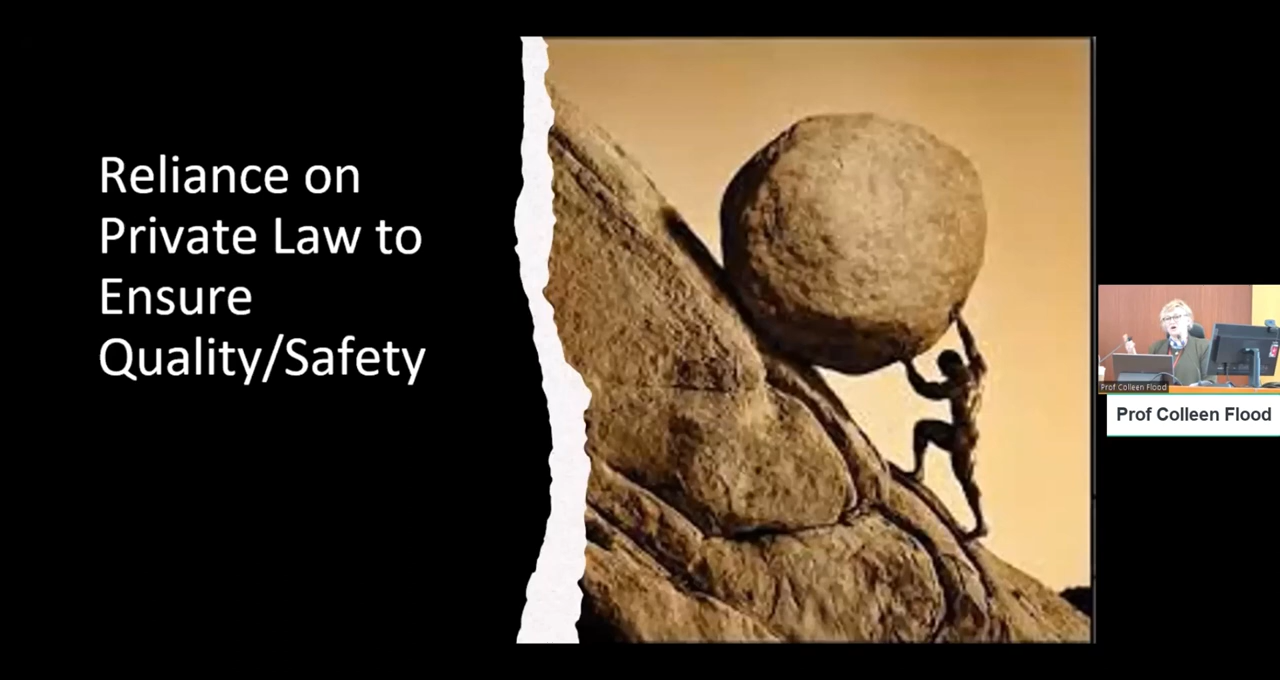 Reliance on
Private Law to
Ensure
Quality/Safety
Prof Colleen Flood
Prof Colleen Flood